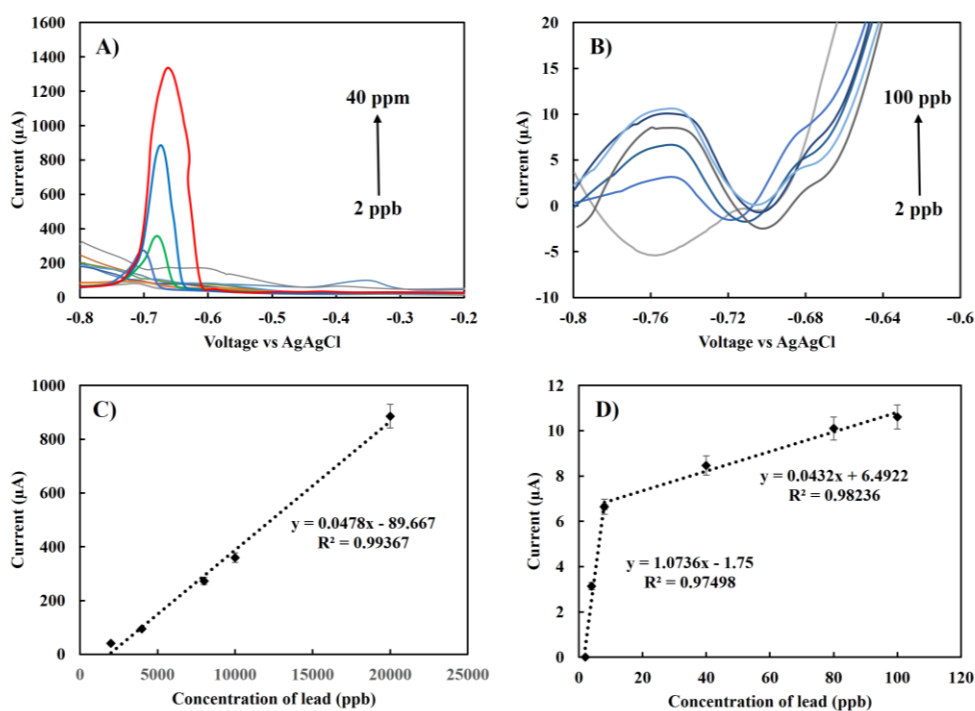 A)
1600
1400
1200
1000
800
600
400
200
0
Current (µA)
-0.8
-0.7
-0.6
-0.5
-0.4
-0.3
-0.2
Voltage vs AgAgCl
40 ppm
2 ppb
B)
20
15
10
5
0
-5
-10
Current (µA)
-0.8
-0.76
-0.72
-0.68
-0.64
-0.6
Voltage vs AgAgCl
100 ppb
2 ppb
C)
1000
800
600
400
200
0
Current (µA)
0
5000
10000
15000
20000
25000
Concentration of lead (ppb)
y = 0.0478x - 89.667
R² = 0.99367
D)
12
10
8
6
4
2
0
Current (µA)
0
20
40
60
80
100
120
Concentration of lead (ppb)
y = 0.0432x + 6.4922
R² = 0.98236
y = 1.0736x - 1.75
R² = 0.97498